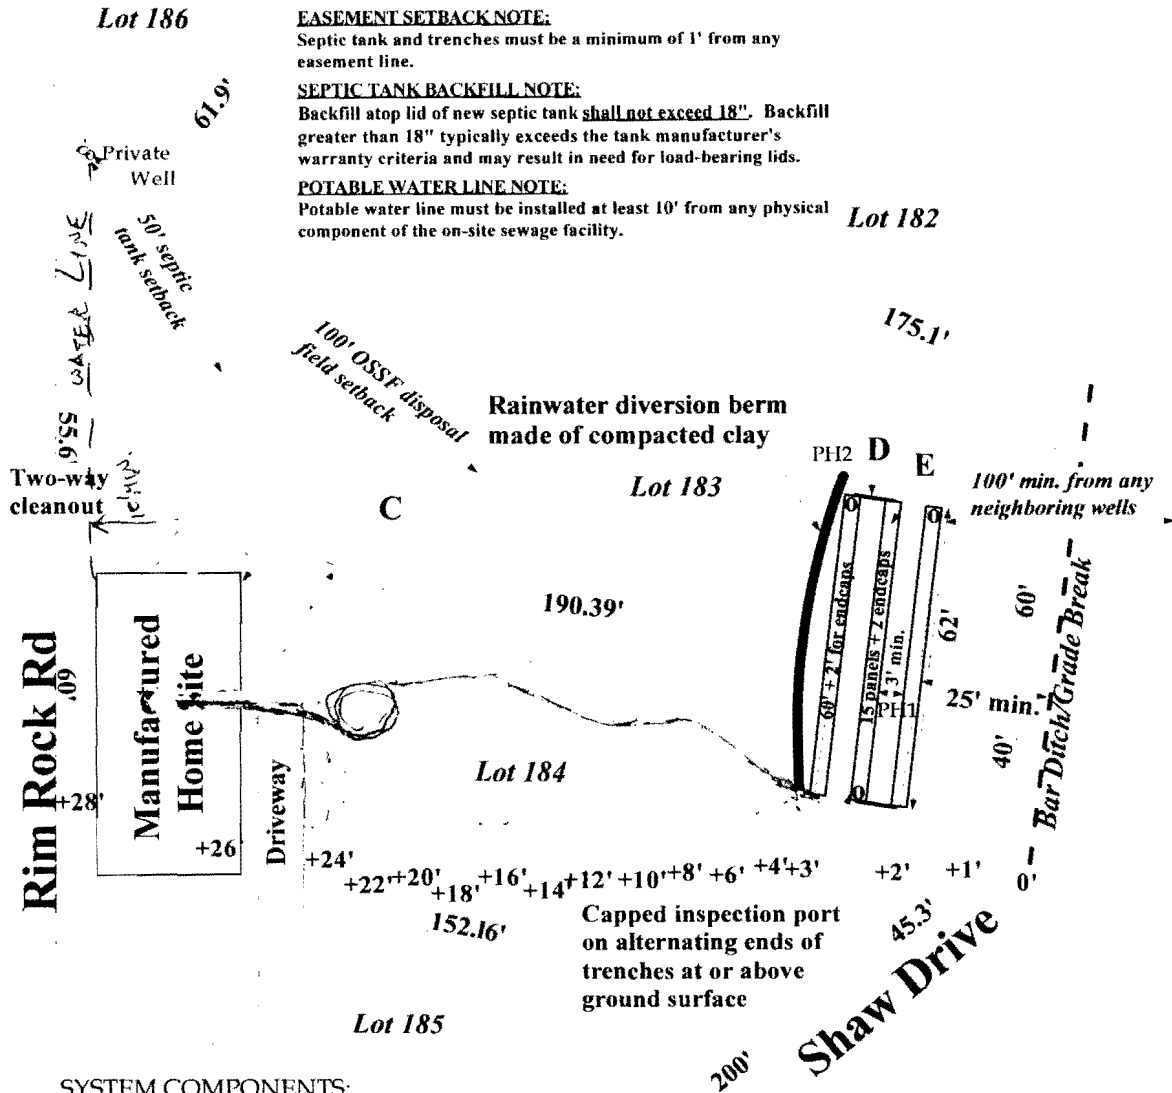 Lot 186
EASEMENT SETBACK NOTE:
Septic tank and trenches must be a minimum of 1' from any
easement line.
SEPTIC TANK BACKFILL NOTE:
Backfill atop lid of new septic tank shall not exceed 18". Backfill
greater than 18" typically exceeds the tank manufacturer's
warranty criteria and may result in need for load-bearing lids.
POTABLE WATER LINE NOTE:
Potable water line must be installed at least 10' from any physical
component of the on-site sewage facility.
61.9'
Private
Well
WATER LINE
50' septic
tank setback
Lot 182
175.1'
100' OSSF disposal
field setback
55.6'
Rainwater diversion berm
made of compacted clay
Two-way
cleanout
10' MIN.
C
Lot 183
PH2
D
E
100' min. from any
neighboring wells
190.39'
60' + 2' for endcaps
15 panels + 2 endcaps
3' min.
PH1
62'
60'
25' min.
40'
Bar Ditch/Grade Break
Rim Rock Rd
60'
Manufactured
Home Site
Driveway
Lot 184
+28'
+26'
+24'
+22'
+20'
+18'
+16'
+14'
+12'
+10'
+8'
+6'
+4'
+3'
+2'
+1'
0'
152.16'
Capped inspection port
on alternating ends of
trenches at or above
ground surface
45.3'
Shaw Drive
Lot 185
200'
SYSTEM COMPONENTS: